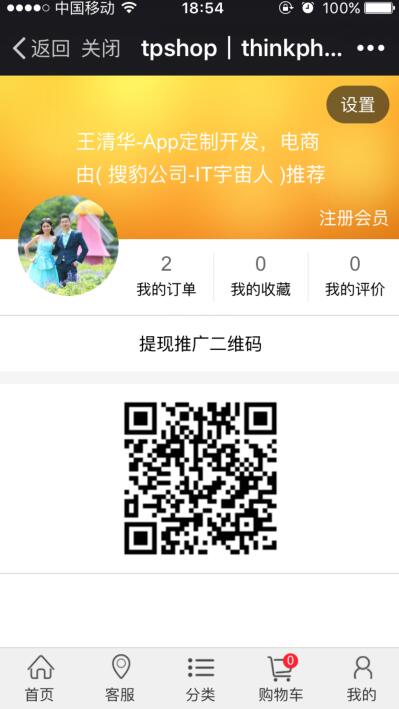 中国移动 18:54 100%
返回 关闭 tpshop｜thinkph...
设置
王清华-App定制开发，电商
由( 搜豹公司-IT宇宙人 )推荐
注册会员
2 0 0
我的订单 我的收藏 我的评价
提现推广二维码
0
首页 客服 分类 购物车 我的